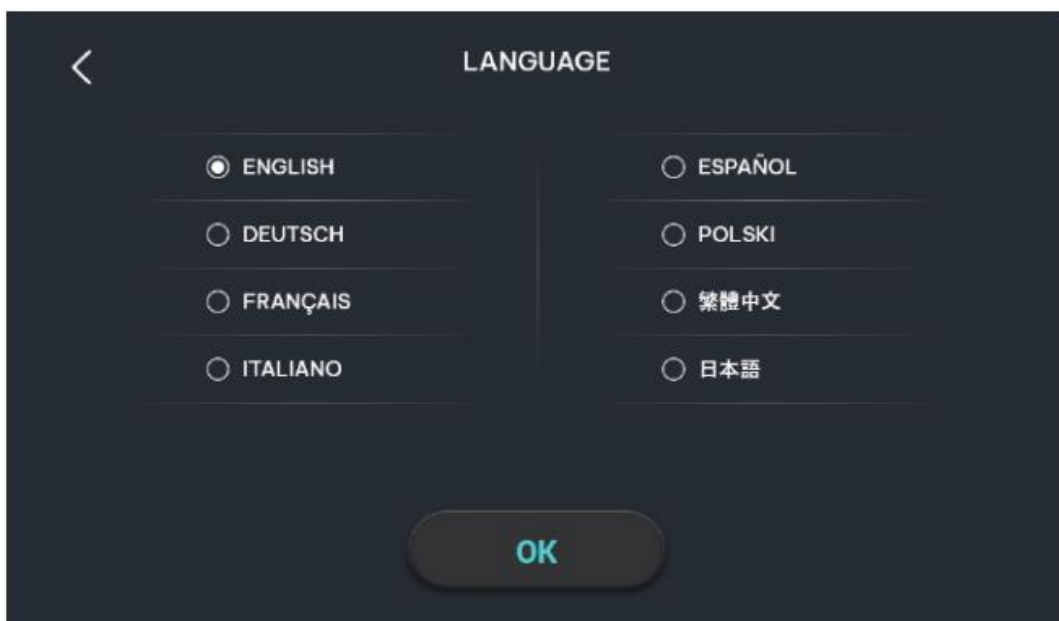 LANGUAGE
ENGLISH
DEUTSCH
FRANÇAIS
ITALIANO
ESPAÑOL
POLSKI
繁體中文
日本語
OK